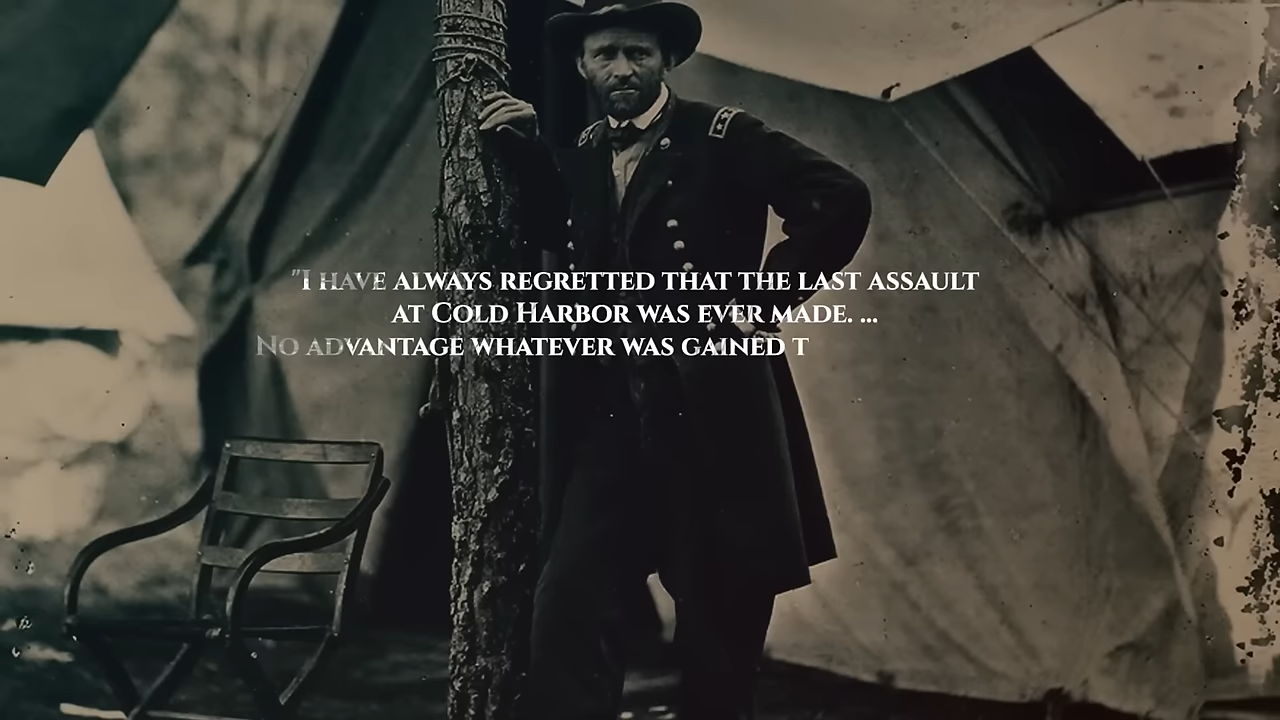 "I have always regretted that the last assault
at Cold Harbor was ever made. ...
No advantage whatever was gained t